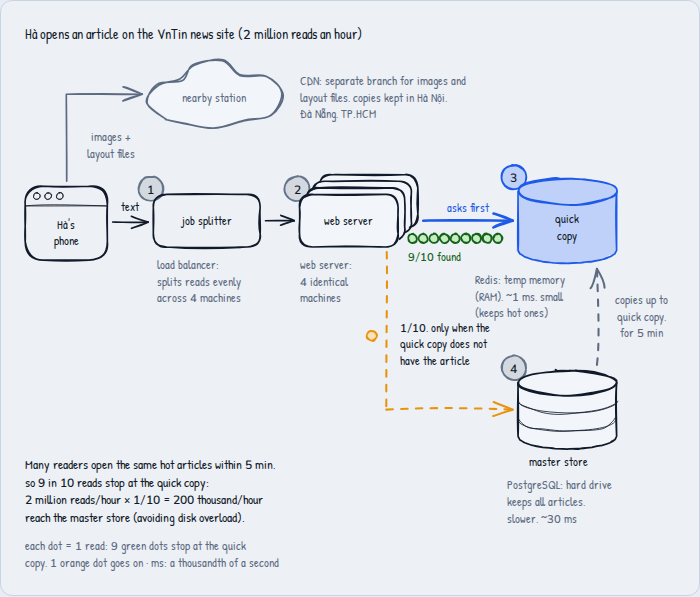 Hà opens an article on the VnTin news site (2 million reads an hour)
nearby station
CDN: separate branch for images and
layout files. copies kept in Hà Nội.
Đà Nẵng. TP.HCM
images +
layout files
Hà's
phone
text
1
job splitter
load balancer:
splits reads evenly
across 4 machines
2
web server
web server:
4 identical
machines
asks first
9/10 found
3
quick
copy
Redis: temp memory
(RAM). ~1 ms. small
(keeps hot ones)
copies up to
quick copy.
for 5 min
1/10. only when the
quick copy does not
have the article
4
master store
PostgreSQL: hard drive
keeps all articles.
slower. ~30 ms
Many readers open the same hot articles within 5 min.
so 9 in 10 reads stop at the quick copy:
2 million reads/hour × 1/10 = 200 thousand/hour
reach the master store (avoiding disk overload).
each dot = 1 read: 9 green dots stop at the quick
copy. 1 orange dot goes on · ms: a thousandth of a second